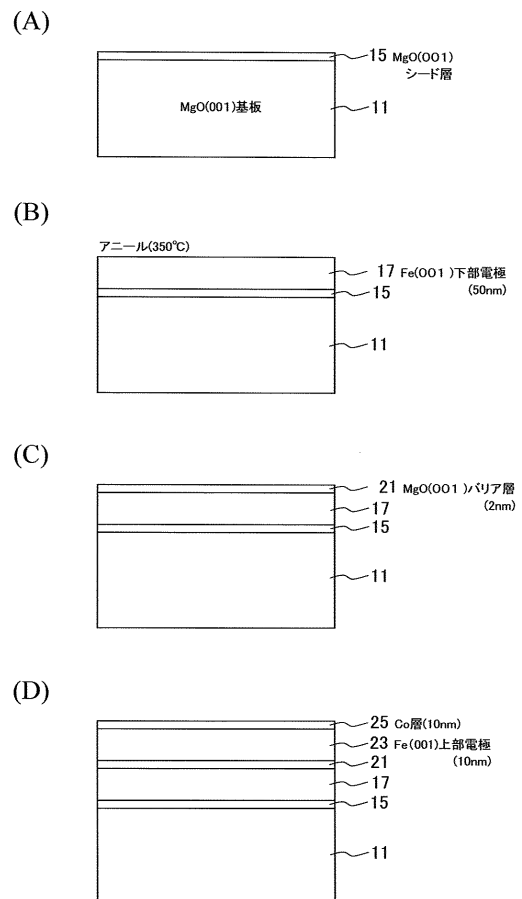 (A)
15 MgO(001)
シード層
MgO(001)基板
11
(B)
アニール(350℃)
17 Fe(001)下部電極
(50nm)
15
11
(C)
21 MgO(001)バリア層
(2nm)
17
15
11
(D)
25 Co層(10nm)
23 Fe(001)上部電極
(10nm)
21
17
15
11